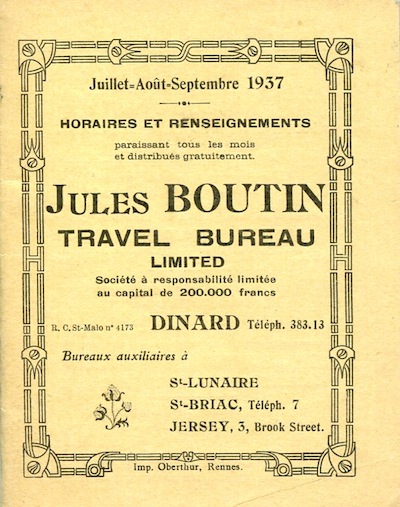 Juillet=Août=Septembre 1937
HORAIRES ET RENSEIGNEMENTS
paraissant tous les mois
et distribués gratuitement.
JULES BOUTIN
TRAVEL BUREAU
LIMITED
Société à responsabilité limitée
au capital de 200.000 francs
R. C. St-Malo nº 4173 DINARD Téléph. 383.13
Bureaux auxiliaires à
St-LUNAIRE
St-BRIAC, Téléph. 7
JERSEY, 3, Brook Street.
Imp. Oberthur, Rennes.